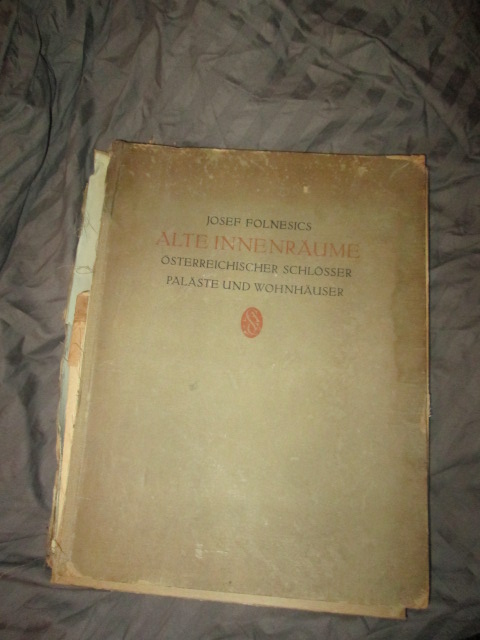 JOSEF FOLNESICS
ALTE INNENRÄUME
ÖSTERREICHISCHER SCHLÖSSER
PALÄSTE UND WOHNHÄUSER